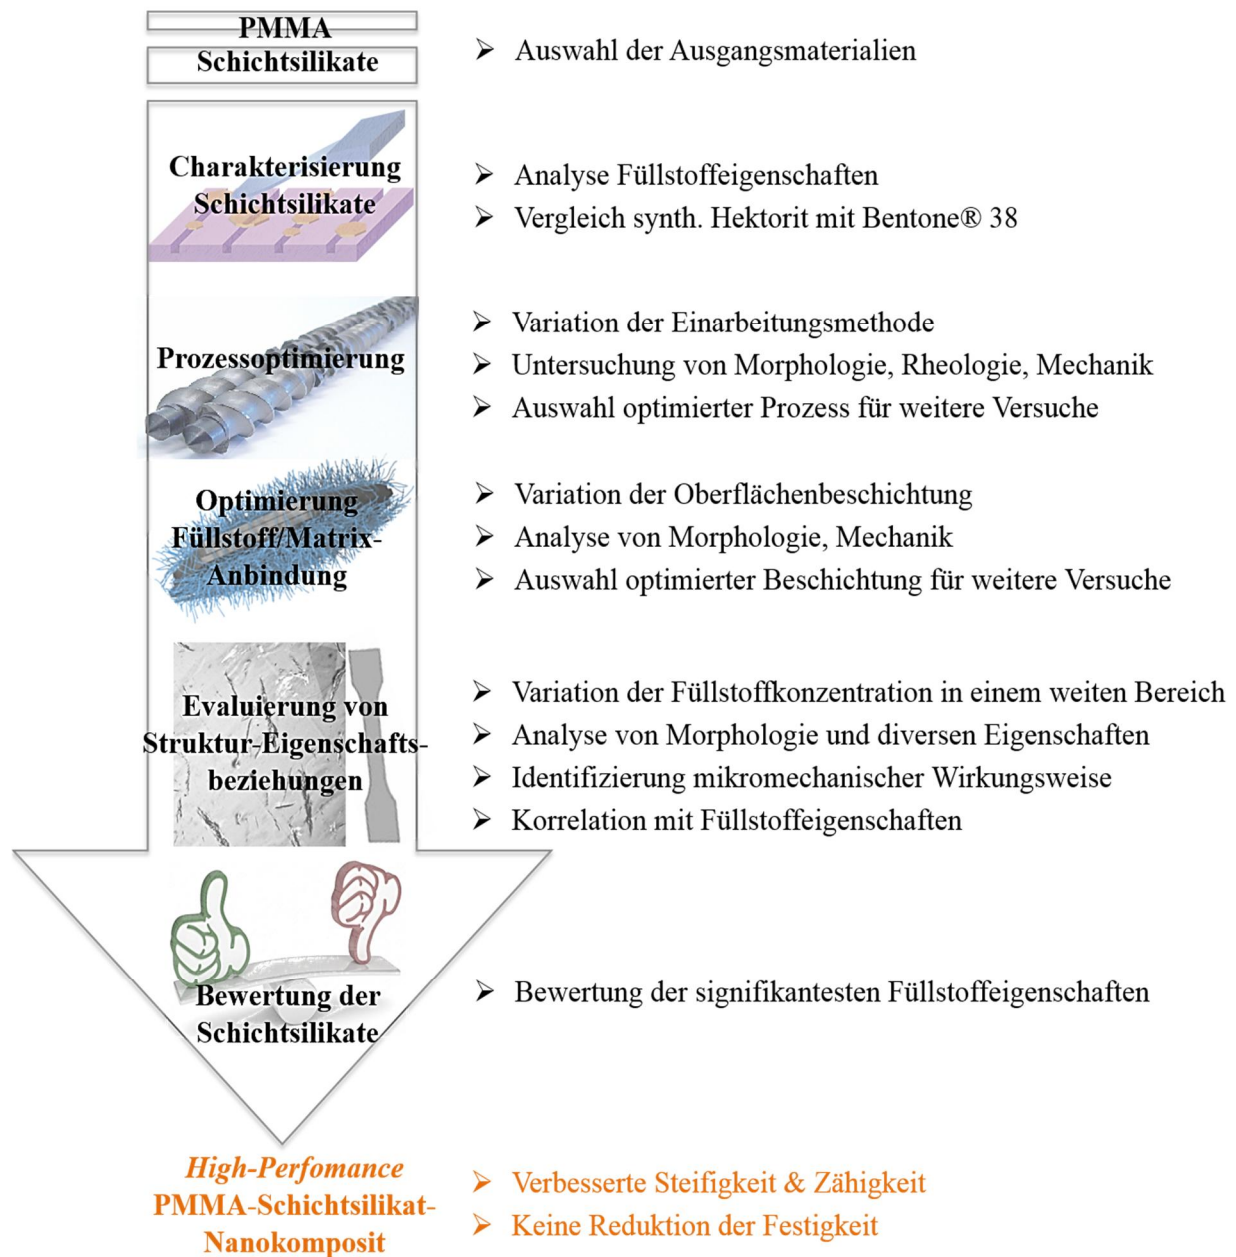 PMMA
Schichtsilikate
➢ Auswahl der Ausgangsmaterialien
Charakterisierung
Schichtsilikate
➢ Analyse Füllstoffeigenschaften
➢ Vergleich synth. Hektorit mit Bentone® 38
Prozessoptimierung
➢ Variation der Einarbeitungsmethode
➢ Untersuchung von Morphologie, Rheologie, Mechanik
➢ Auswahl optimierter Prozess für weitere Versuche
Optimierung
Füllstoff/Matrix-
Anbindung
➢ Variation der Oberflächenbeschichtung
➢ Analyse von Morphologie, Mechanik
➢ Auswahl optimierter Beschichtung für weitere Versuche
Evaluierung von
Struktur-Eigenschafts-
beziehungen
➢ Variation der Füllstoffkonzentration in einem weiten Bereich
➢ Analyse von Morphologie und diversen Eigenschaften
➢ Identifizierung mikromechanischer Wirkungsweise
➢ Korrelation mit Füllstoffeigenschaften
Bewertung der
Schichtsilikate
➢ Bewertung der signifikantesten Füllstoffeigenschaften
High-Perfomance
PMMA-Schichtsilikat-
Nanokomposit
➢ Verbesserte Steifigkeit & Zähigkeit
➢ Keine Reduktion der Festigkeit